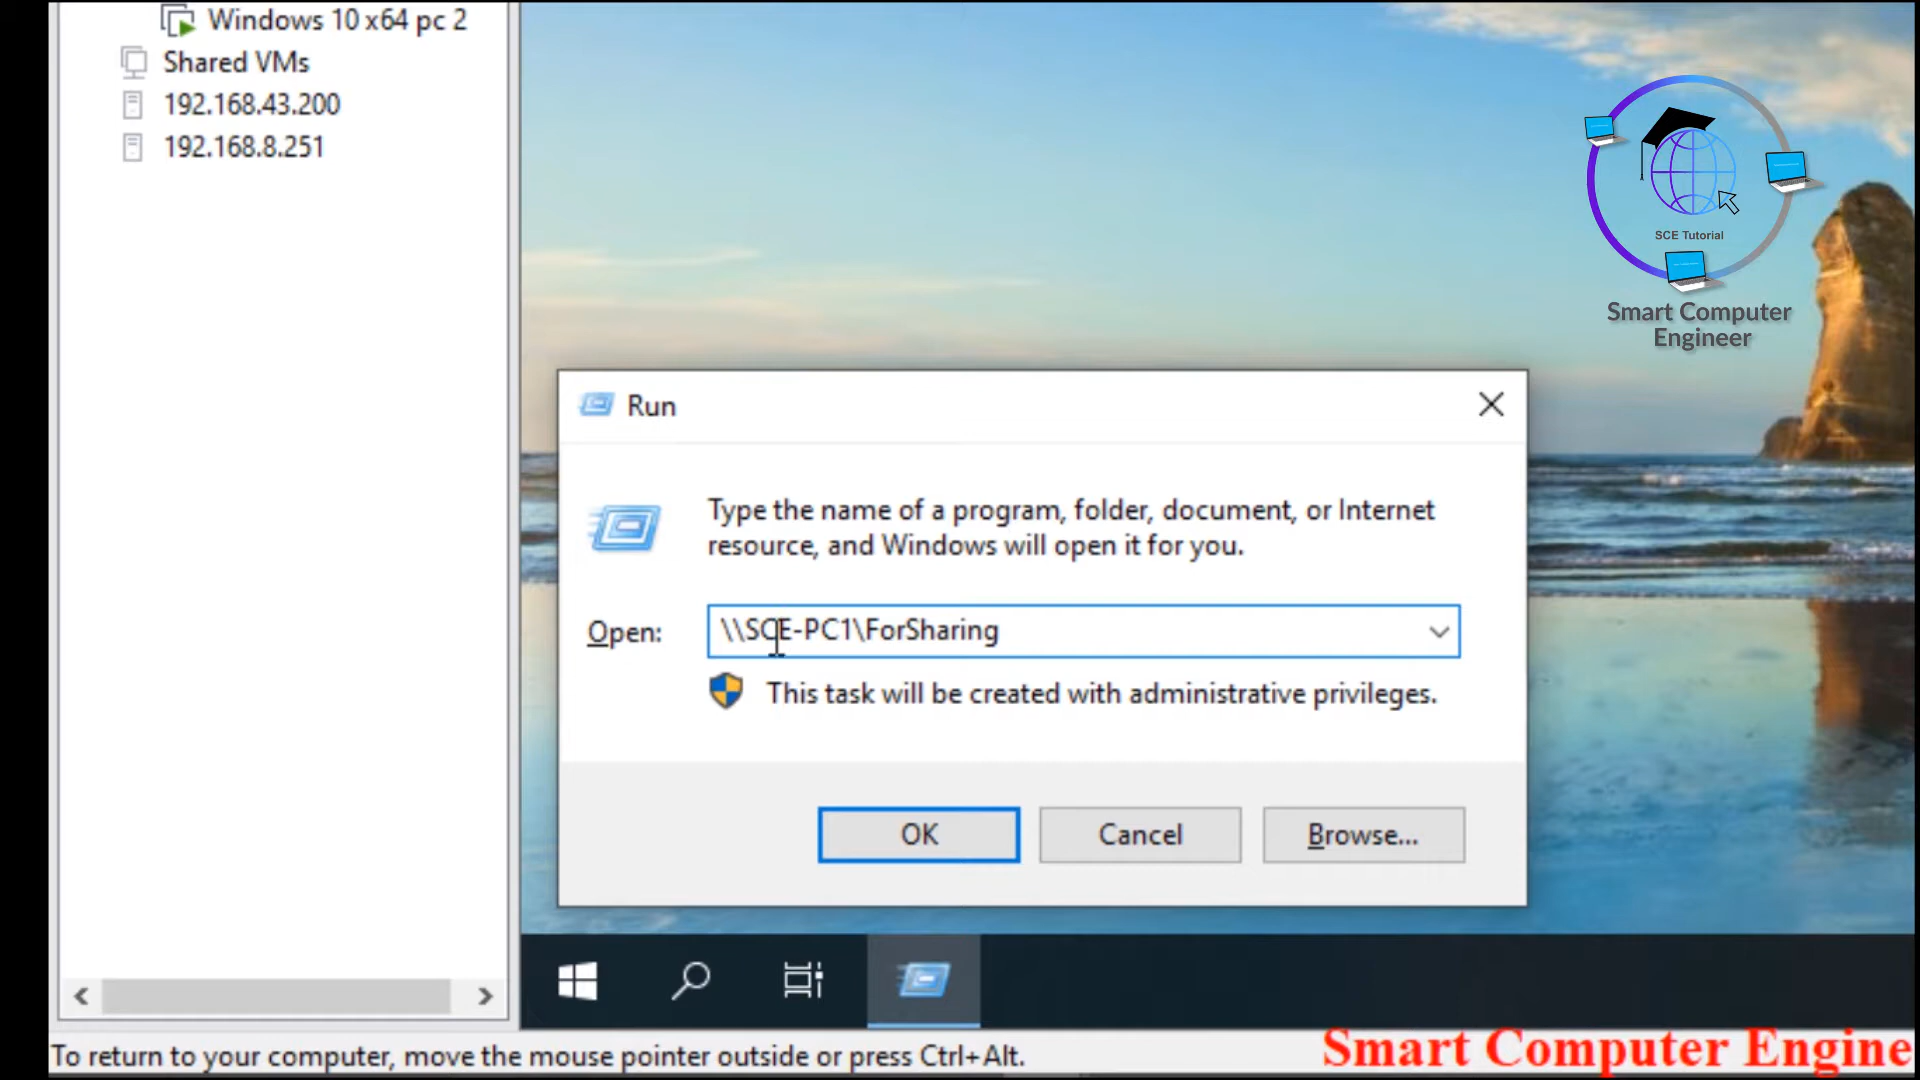 Windows 10 x64 pc 2
Shared VMs
192.168.43.200
192.168.8.251
SCE Tutorial
Smart Computer
Engineer
Run
Type the name of a program, folder, document, or Internet
resource, and Windows will open it for you.
Open:
\\SCE-PC1\ForSharing
This task will be created with administrative privileges.
OK
Cancel
Browse...
To return to your computer, move the mouse pointer outside or press Ctrl+Alt.
Smart Computer Engine